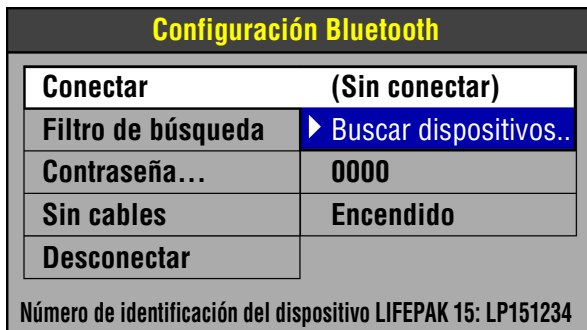 Configuración Bluetooth
Conectar (Sin conectar)
Filtro de búsqueda Buscar dispositivos..
Contraseña... 0000
Sin cables Encendido
Desconectar
Número de identificación del dispositivo LIFEPAK 15: LP151234